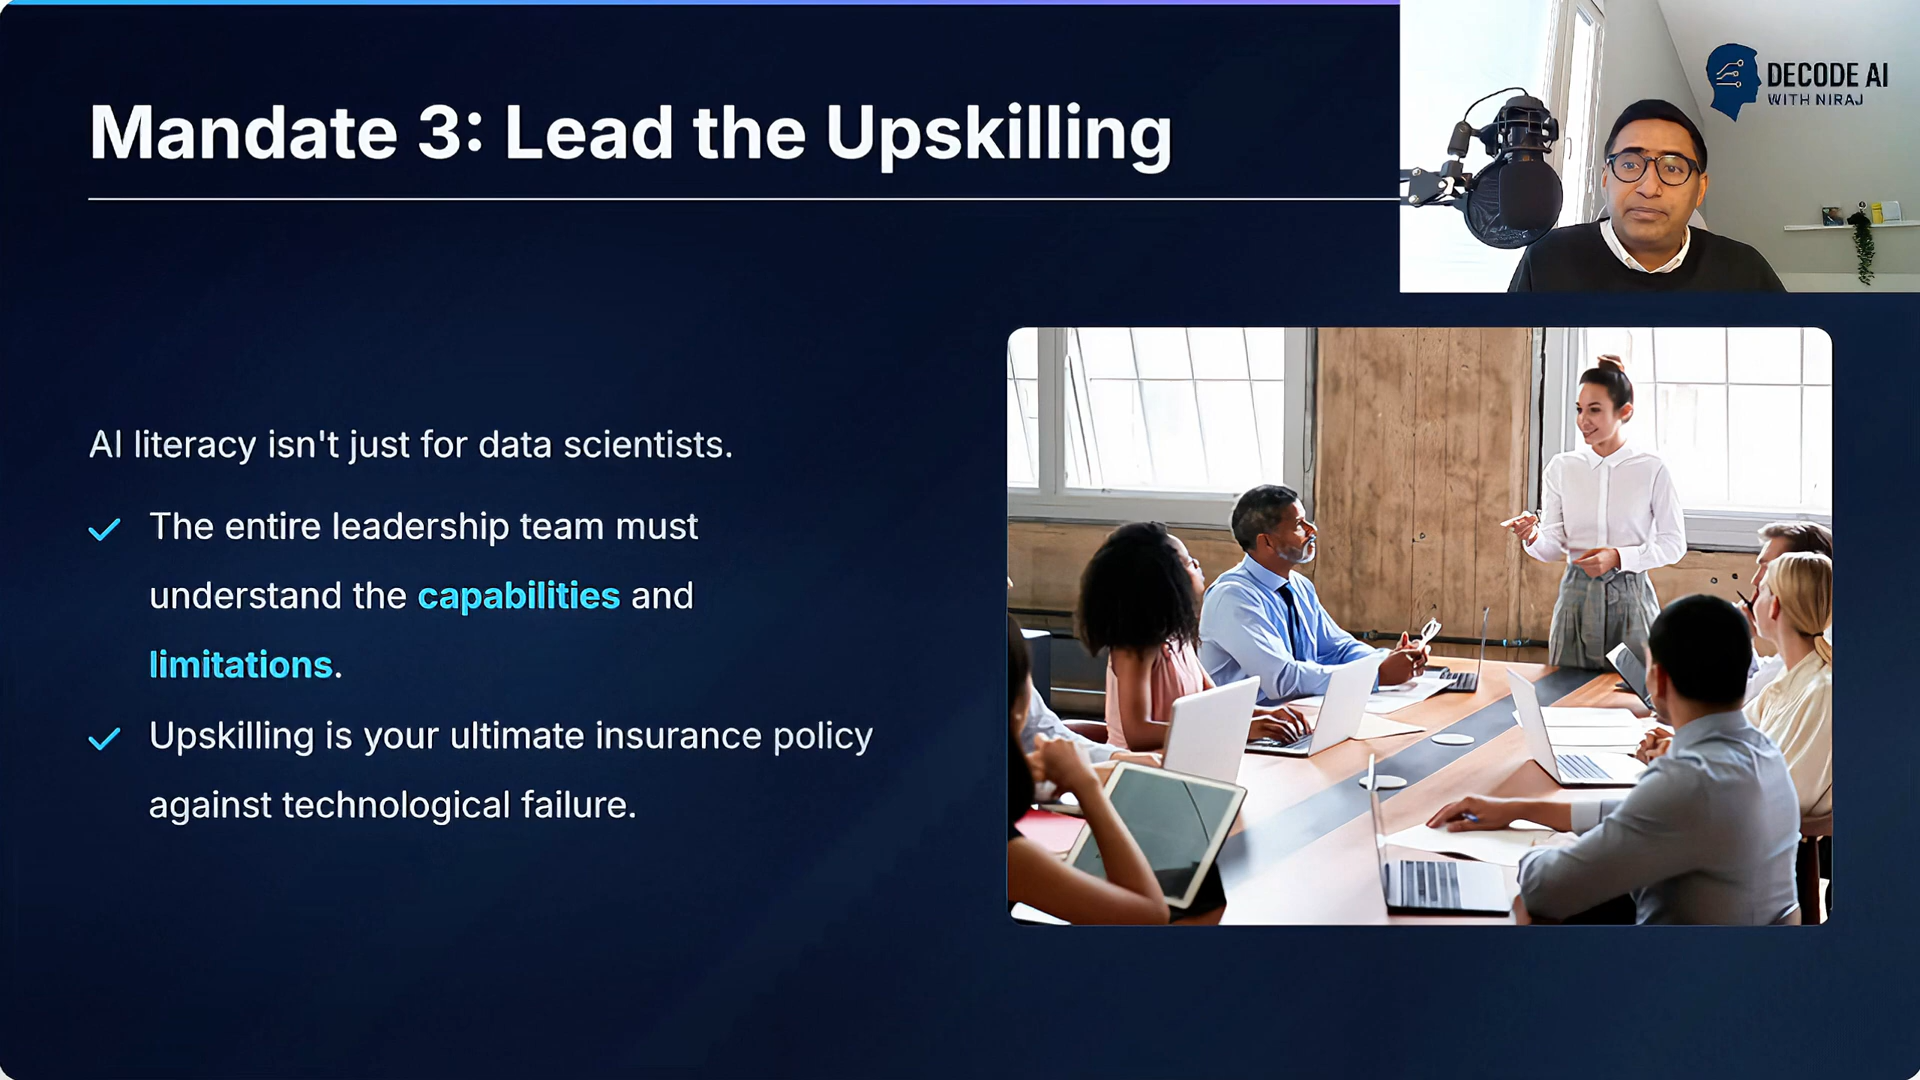 Mandate 3: Lead the Upskilling
DECODE AI
WITH NIRAJ
AI literacy isn't just for data scientists.
The entire leadership team must
understand the capabilities and
limitations.
Upskilling is your ultimate insurance policy
against technological failure.